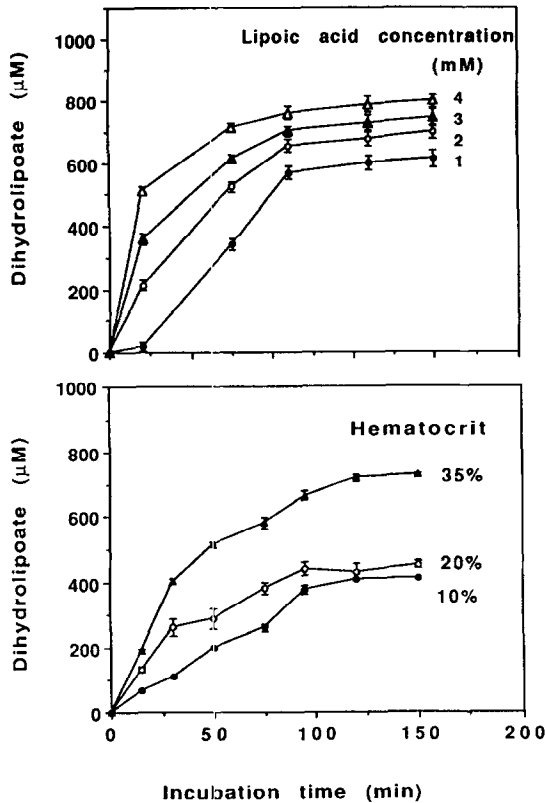 1000
800
600
400
200
0
Dihydrolipoate (µM)
Lipoic acid concentration
(mM)
4
3
2
1
1000
800
600
400
200
0
Dihydrolipoate (µM)
Hematocrit
35%
20%
10%
0 50 100 150 200
Incubation time (min)